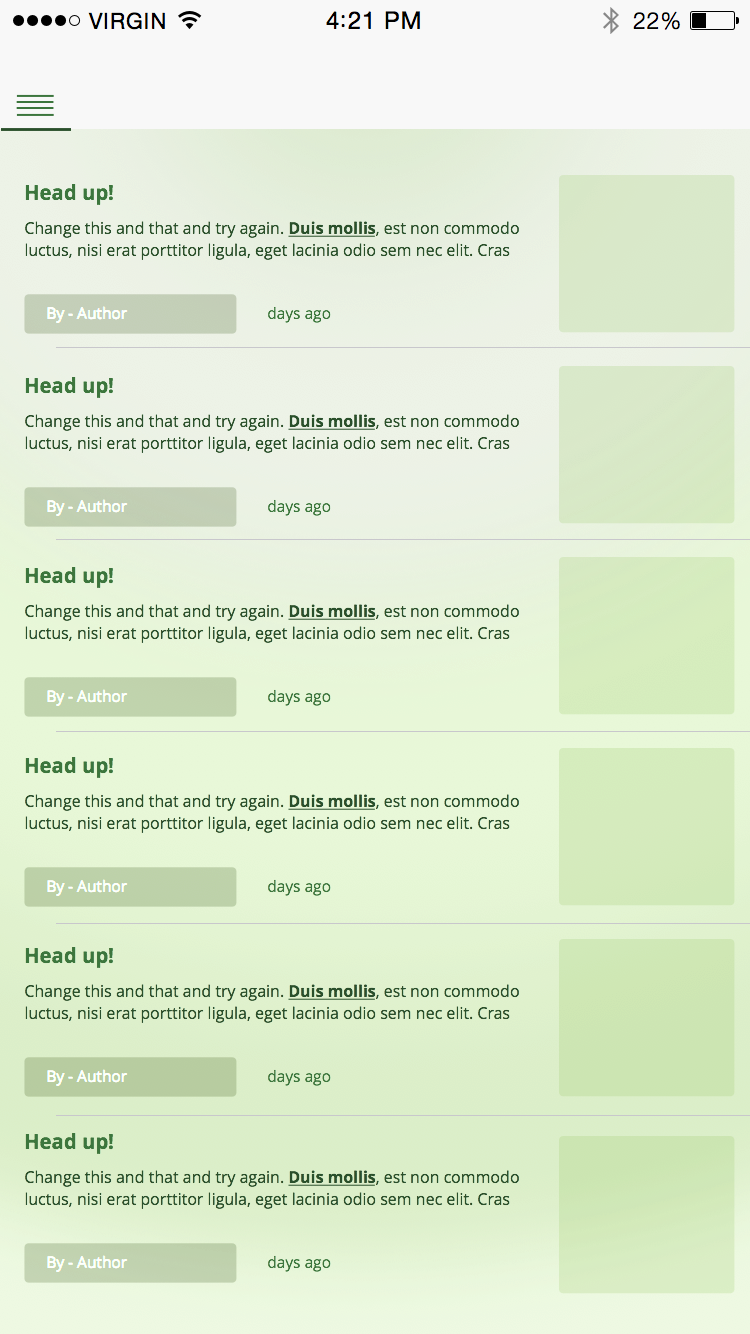 VIRGIN 4:21 PM 22%
Head up!
Change this and that and try again. Duis mollis, est non commodo
luctus, nisi erat porttitor ligula, eget lacinia odio sem nec elit. Cras
By - Author days ago
Head up!
Change this and that and try again. Duis mollis, est non commodo
luctus, nisi erat porttitor ligula, eget lacinia odio sem nec elit. Cras
By - Author days ago
Head up!
Change this and that and try again. Duis mollis, est non commodo
luctus, nisi erat porttitor ligula, eget lacinia odio sem nec elit. Cras
By - Author days ago
Head up!
Change this and that and try again. Duis mollis, est non commodo
luctus, nisi erat porttitor ligula, eget lacinia odio sem nec elit. Cras
By - Author days ago
Head up!
Change this and that and try again. Duis mollis, est non commodo
luctus, nisi erat porttitor ligula, eget lacinia odio sem nec elit. Cras
By - Author days ago
Head up!
Change this and that and try again. Duis mollis, est non commodo
luctus, nisi erat porttitor ligula, eget lacinia odio sem nec elit. Cras
By - Author days ago